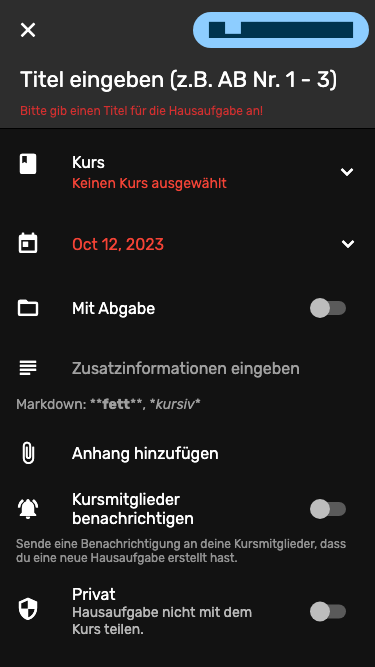 Titel eingeben (z.B. AB Nr. 1 - 3)
Bitte gib einen Titel für die Hausaufgabe an!
Kurs
Keinen Kurs ausgewählt
Oct 12, 2023
Mit Abgabe
Zusatzinformationen eingeben
Markdown: **fett**, *kursiv*
Anhang hinzufügen
Kursmitglieder
benachrichtigen
Sende eine Benachrichtigung an deine Kursmitglieder, dass
du eine neue Hausaufgabe erstellt hast.
Privat
Hausaufgabe nicht mit dem
Kurs teilen.